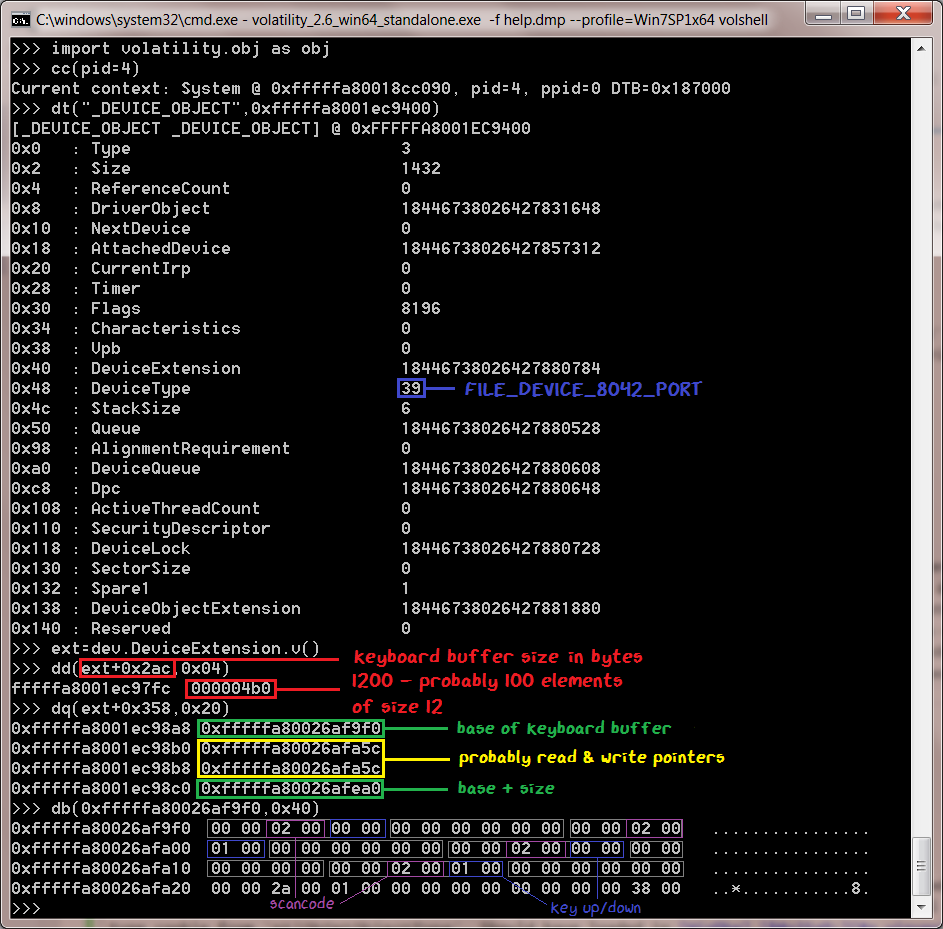 C:\windows\system32\cmd.exe - volatility_2.6_win64_standalone.exe -f help.dmp --profile=Win7SP1x64 volshell
>>> import volatility.obj as obj
>>> cc(pid=4)
Current context: System @ 0xfffffa80018cc090, pid=4, ppid=0 DTB=0x187000
>>> dt("_DEVICE_OBJECT",0xfffffa8001ec9400)
[_DEVICE_OBJECT _DEVICE_OBJECT] @ 0xFFFFFA8001EC9400
0x0 : Type 3
0x2 : Size 1432
0x4 : ReferenceCount 0
0x8 : DriverObject 18446738026427831648
0x10 : NextDevice 0
0x18 : AttachedDevice 18446738026427857312
0x20 : CurrentIrp 0
0x28 : Timer 0
0x30 : Flags 8196
0x34 : Characteristics 0
0x38 : Vpb 0
0x40 : DeviceExtension 18446738026427880784
0x48 : DeviceType 39 FILE_DEVICE_8042_PORT
0x4c : StackSize 6
0x50 : Queue 18446738026427880528
0x98 : AlignmentRequirement 0
0xa0 : DeviceQueue 18446738026427880608
0xc8 : Dpc 18446738026427880648
0x108 : ActiveThreadCount 0
0x110 : SecurityDescriptor 0
0x118 : DeviceLock 18446738026427880728
0x130 : SectorSize 0
0x132 : Spare1 1
0x138 : DeviceObjectExtension 18446738026427881880
0x140 : Reserved 0
>>> ext=dev.DeviceExtension.v()
>>> dd(ext+0x2ac,0x04) keyboard buffer size in bytes
fffffa8001ec97fc 000004b0 1200 - probably 100 elements
of size 12
>>> dq(ext+0x358,0x20)
0xfffffa8001ec98a8 0xfffffa80026af9f0 base of keyboard buffer
0xfffffa8001ec98b0 0xfffffa80026afa5c probably read & write pointers
0xfffffa8001ec98b8 0xfffffa80026afa5c
0xfffffa8001ec98c0 0xfffffa80026afea0 base + size
>>> db(0xfffffa80026af9f0,0x40)
0xfffffa80026af9f0 00 00 02 00 00 00 00 00 00 00 00 00 00 00 02 00 ................
0xfffffa80026afa00 01 00 00 00 00 00 00 00 00 00 02 00 00 00 00 00 ................
0xfffffa80026afa10 00 00 00 00 00 00 02 00 01 00 00 00 00 00 00 00 ................
0xfffffa80026afa20 00 00 2a 00 00 01 00 00 00 00 00 00 00 00 38 00 ..*...........8.
scancode key up/down
>>>